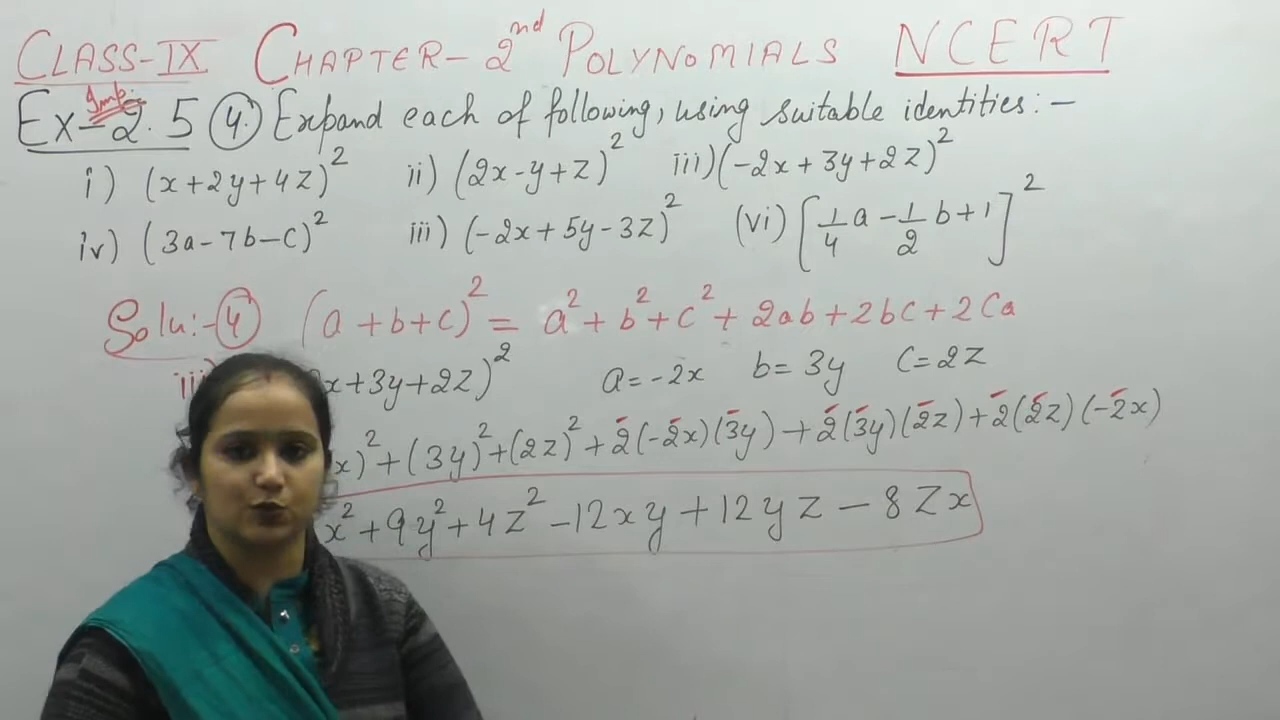 CLASS-IX CHAPTER-2nd POLYNOMIALS NCERT
Imp.
Ex-2.5 (4.) Expand each of following, using suitable identities:-
i) (x+2y+4z)² ii) (2x-y+z)² iii) (-2x+3y+2z)²
iv) (3a-7b-c)² iii) (-2x+5y-3z)² (vi) [1/4 a - 1/2 b+1]²
Solu:-(4) (a+b+c)² = a²+b²+c²+2ab+2bc+2ca
iii) x+3y+2z)² a=-2x b=3y c=2z
x)²+(3y)²+(2z)²+2(-2x)(3y)+2(3y)(2z)+2(2z)(-2x)
x²+9y²+4z²-12xy+12yz-8zx